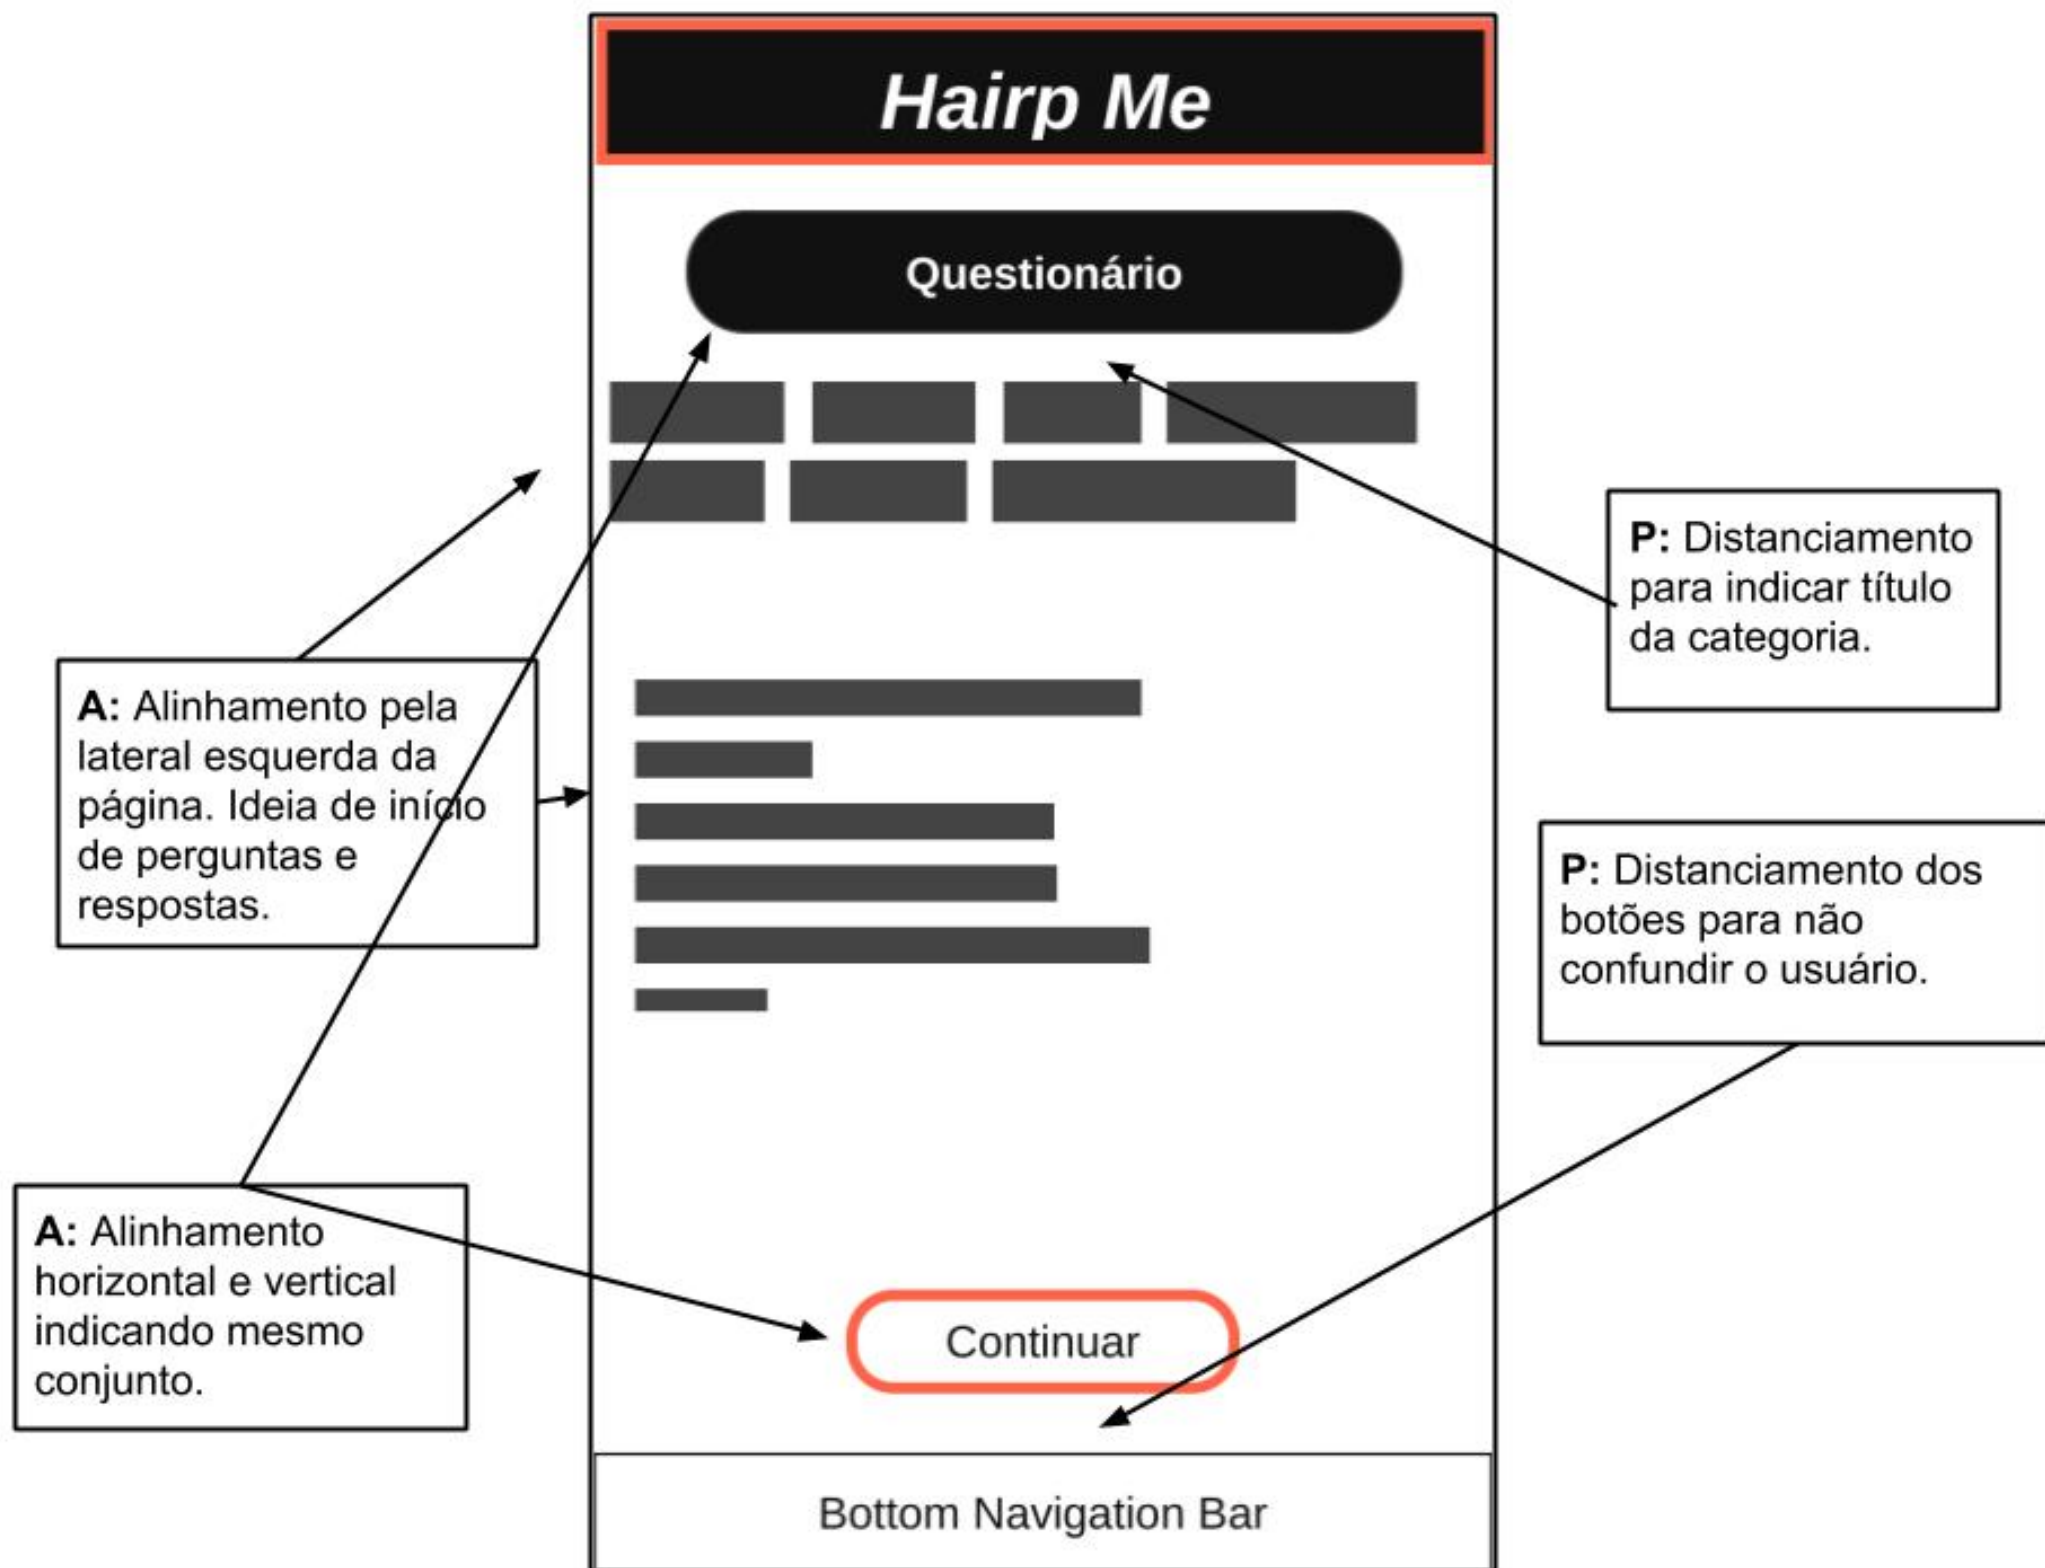 Hairp Me
Questionário
P: Distanciamento
para indicar título
da categoria.
A: Alinhamento pela
lateral esquerda da
página. Ideia de início
de perguntas e
respostas.
P: Distanciamento dos
botões para não
confundir o usuário.
A: Alinhamento
horizontal e vertical
indicando mesmo
conjunto.
Continuar
Bottom Navigation Bar